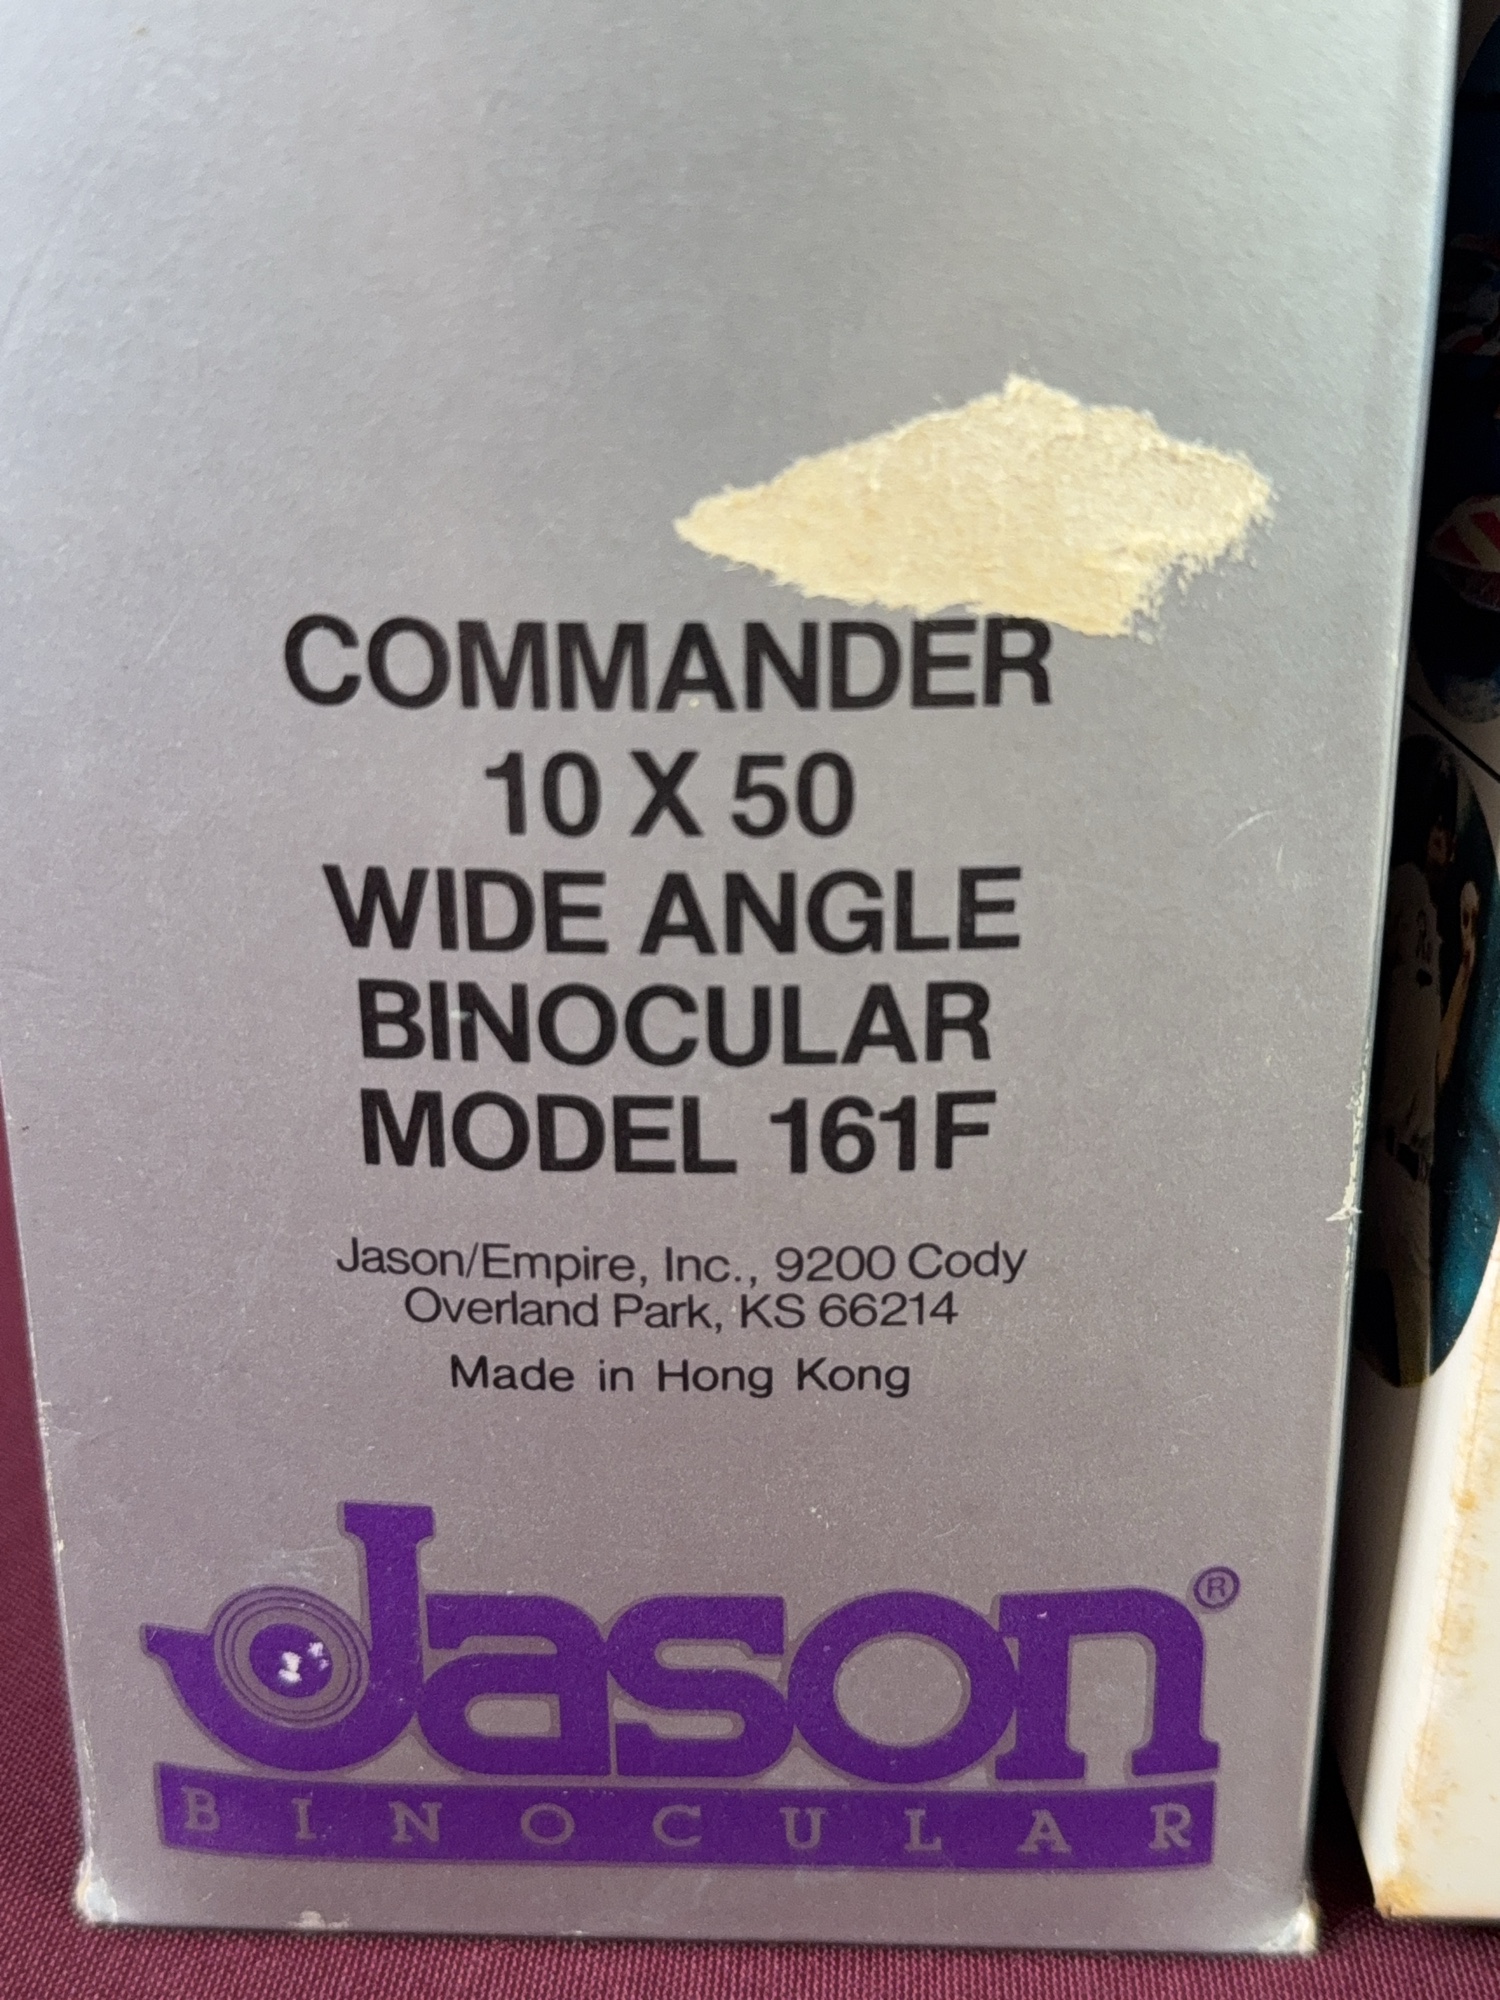 COMMANDER
10 X 50
WIDE ANGLE
BINOCULAR
MODEL 161F
Jason/Empire, Inc., 9200 Cody
Overland Park, KS 66214
Made in Hong Kong
Jason®
BINOCULAR